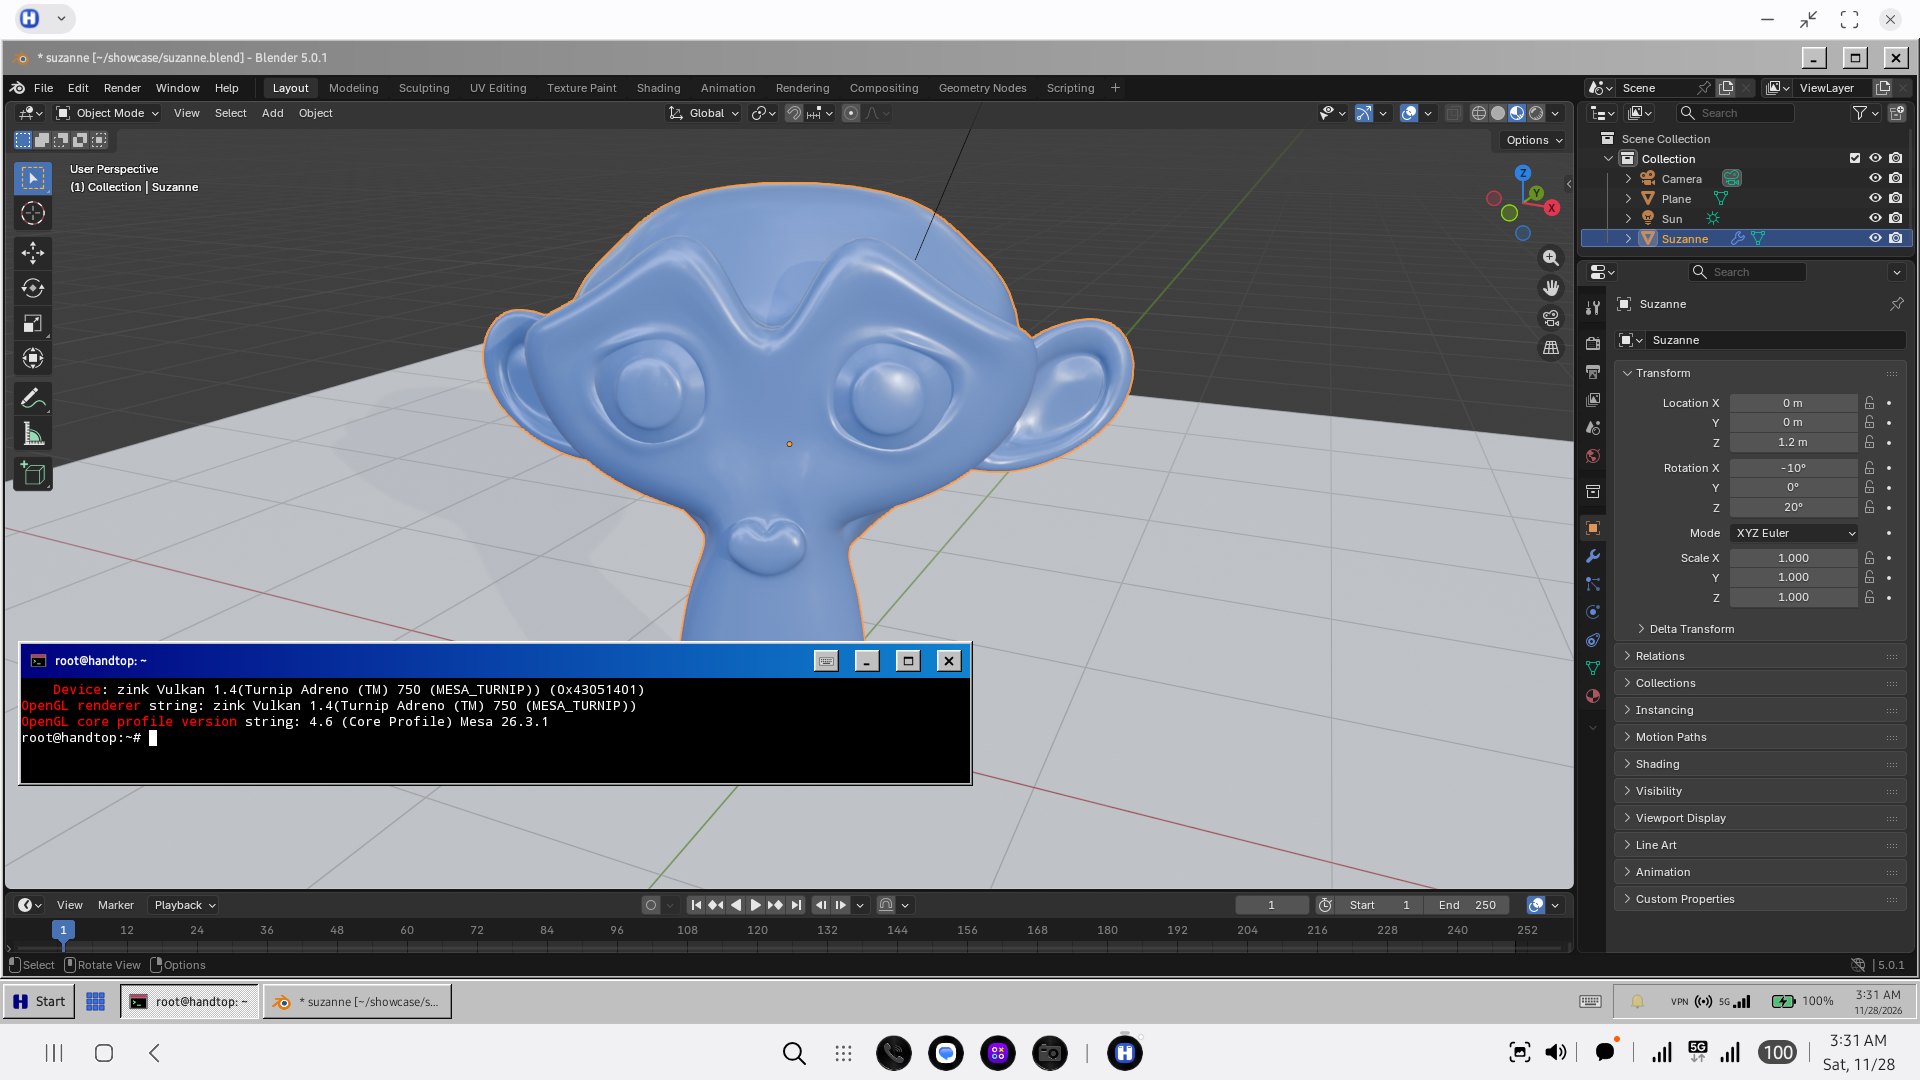 * suzanne [~/showcase/suzanne.blend] - Blender 5.0.1
File Edit Render Window Help Layout Modeling Sculpting UV Editing Texture Paint Shading Animation Rendering Compositing Geometry Nodes Scripting + Scene ViewLayer
Object Mode View Select Add Object Global Search
Options
User Perspective
(1) Collection | Suzanne
Z
Y
X
Scene Collection
Collection
Camera
Plane
Sun
Suzanne
Search
Suzanne
Suzanne
Transform
Location X 0 m
Y 0 m
Z 1.2 m
Rotation X -10°
Y 0°
Z 20°
Mode XYZ Euler
Scale X 1.000
Y 1.000
Z 1.000
Delta Transform
Relations
Collections
Instancing
Motion Paths
Shading
Visibility
Viewport Display
Line Art
Animation
Custom Properties
root@handtop: ~
Device: zink Vulkan 1.4(Turnip Adreno (TM) 750 (MESA_TURNIP)) (0x43051401)
OpenGL renderer string: zink Vulkan 1.4(Turnip Adreno (TM) 750 (MESA_TURNIP))
OpenGL core profile version string: 4.6 (Core Profile) Mesa 26.3.1
root@handtop:~#
View Marker Playback 1 Start 1 End 250
1 12 24 36 48 60 72 84 96 108 120 132 144 156 168 180 192 204 216 228 240 252
Select Rotate View Options 5.0.1
H Start root@handtop: ~ * suzanne [~/showcase/s... VPN 5G 100% 3:31 AM
11/28/2026
H 5G 100 3:31 AM
Sat, 11/28